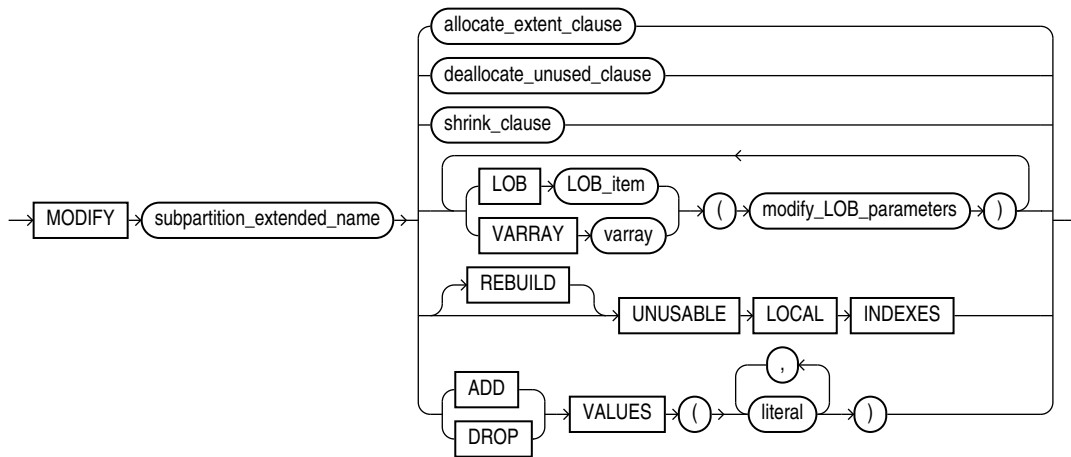 allocate_extent_clause
deallocate_unused_clause
shrink_clause
LOB LOB_item
MODIFY subpartition_extended_name ( modify_LOB_parameters )
VARRAY varray
REBUILD
UNUSABLE LOCAL INDEXES
,
ADD
VALUES ( literal )
DROP